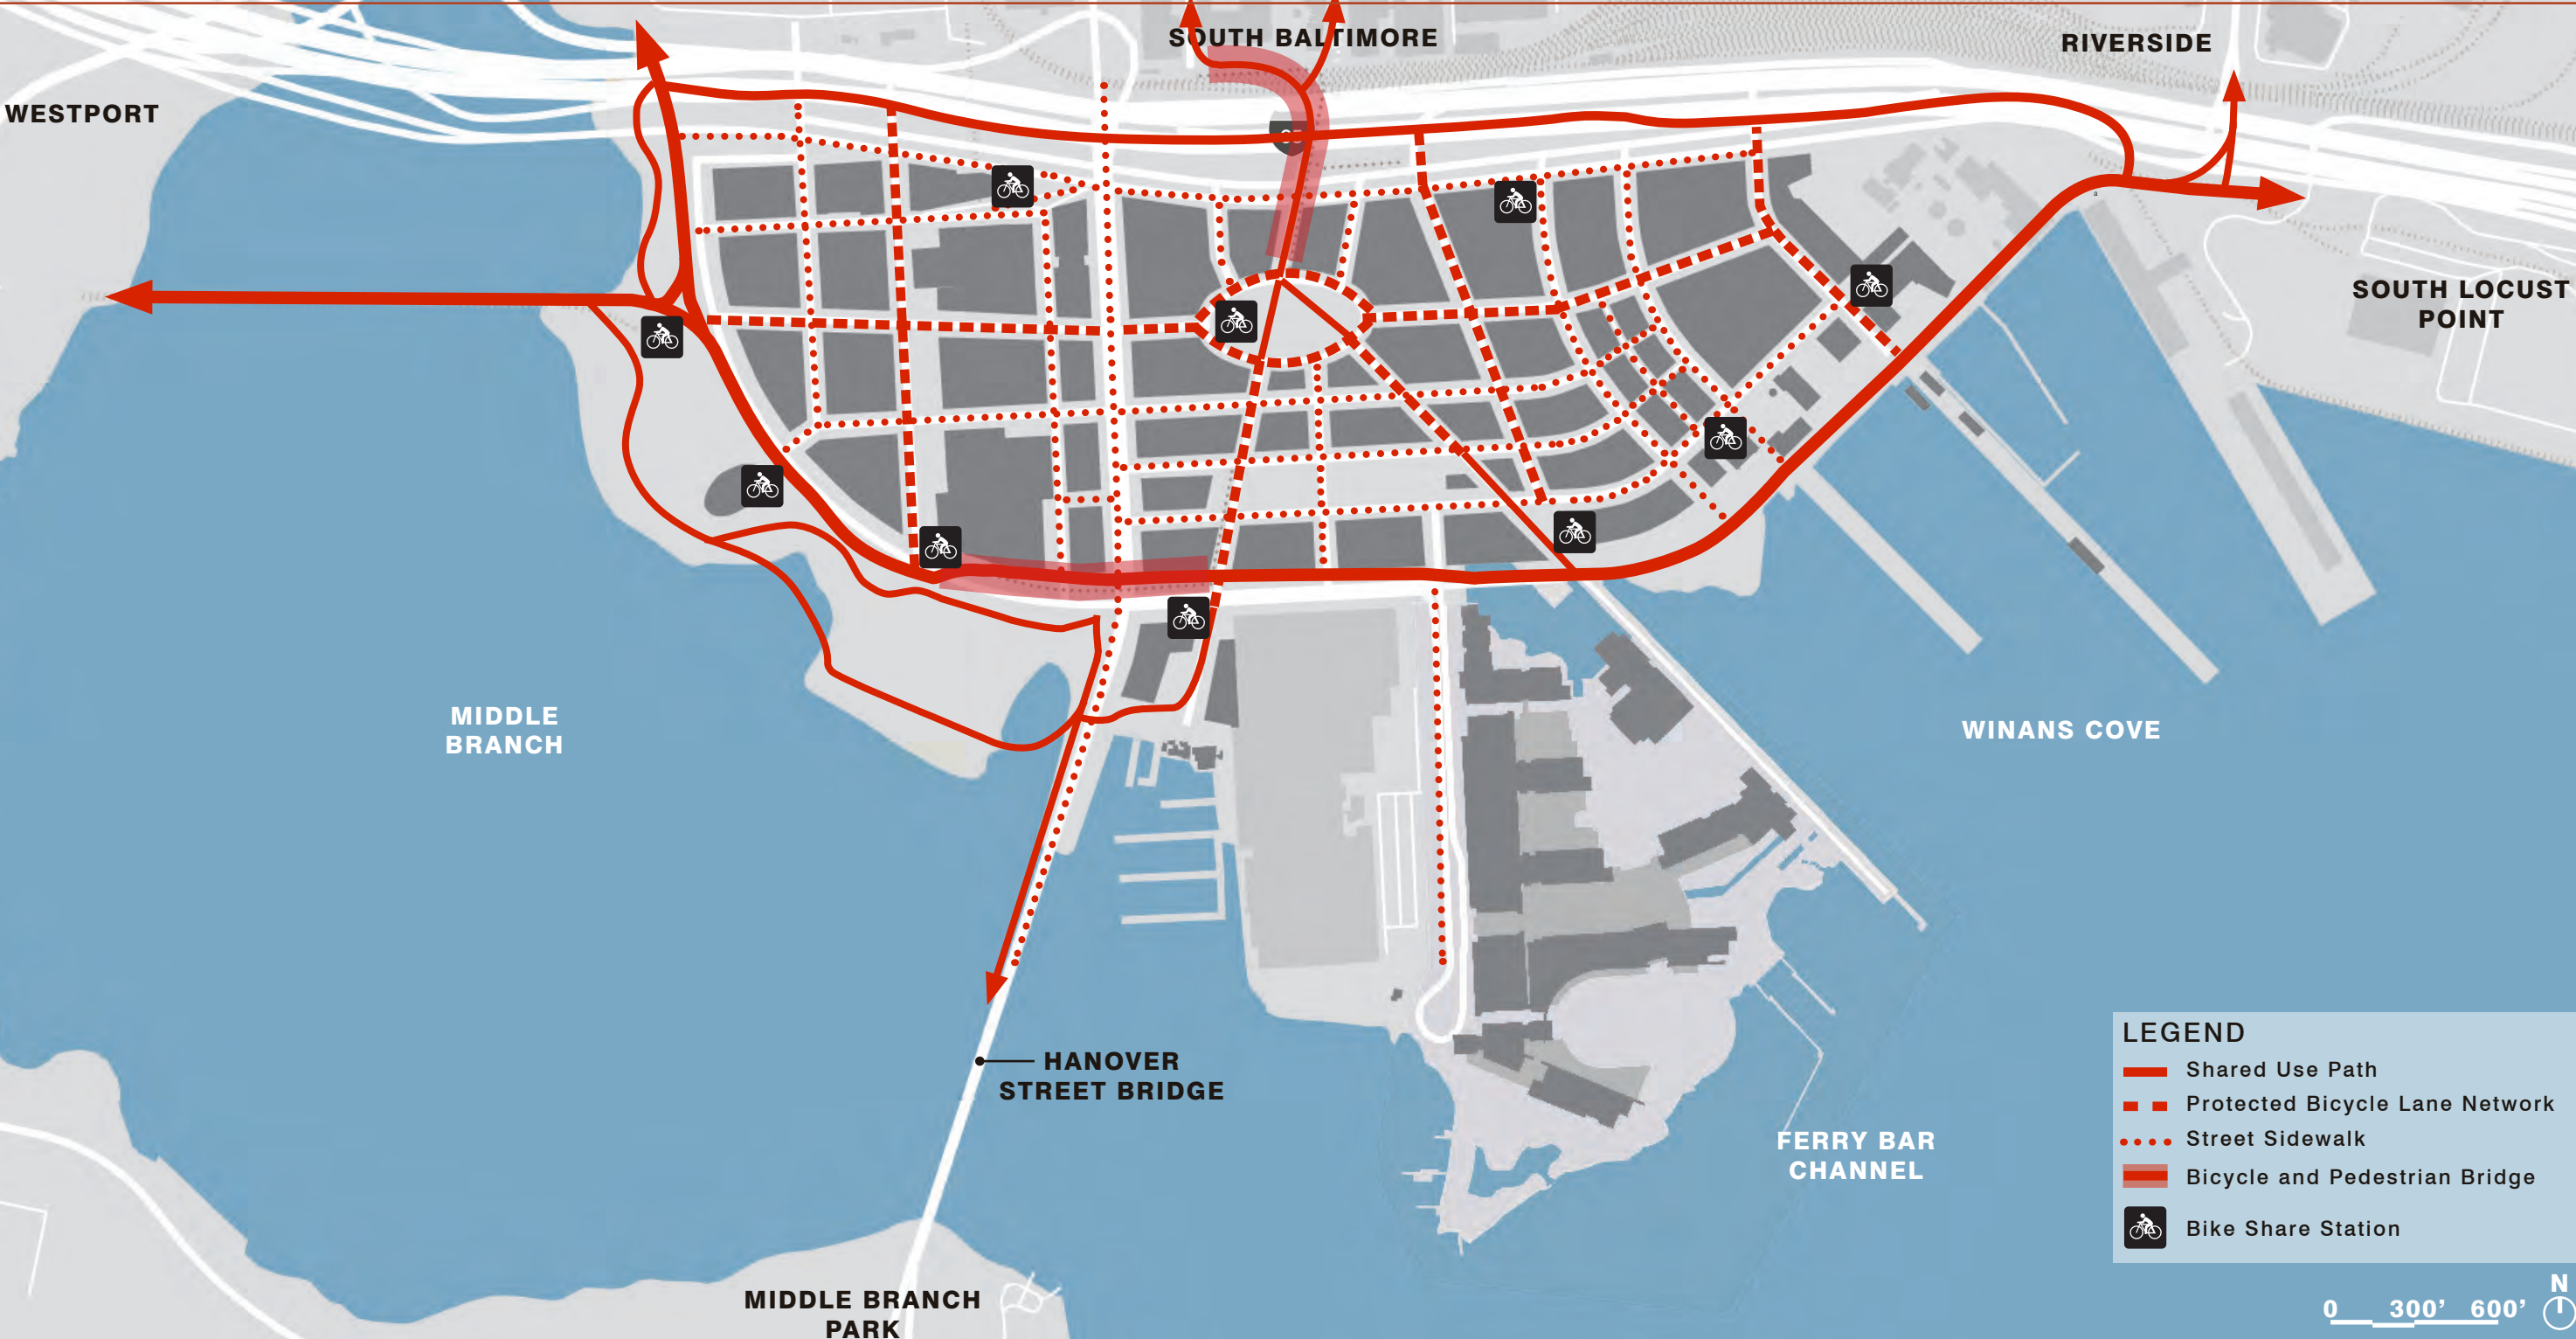 SOUTH BALTIMORE
RIVERSIDE
WESTPORT
SOUTH LOCUST
POINT
MIDDLE
BRANCH
WINANS COVE
HANOVER
STREET BRIDGE
FERRY BAR
CHANNEL
MIDDLE BRANCH
PARK
LEGEND
Shared Use Path
Protected Bicycle Lane Network
Street Sidewalk
Bicycle and Pedestrian Bridge
Bike Share Station
N
0 300’ 600’